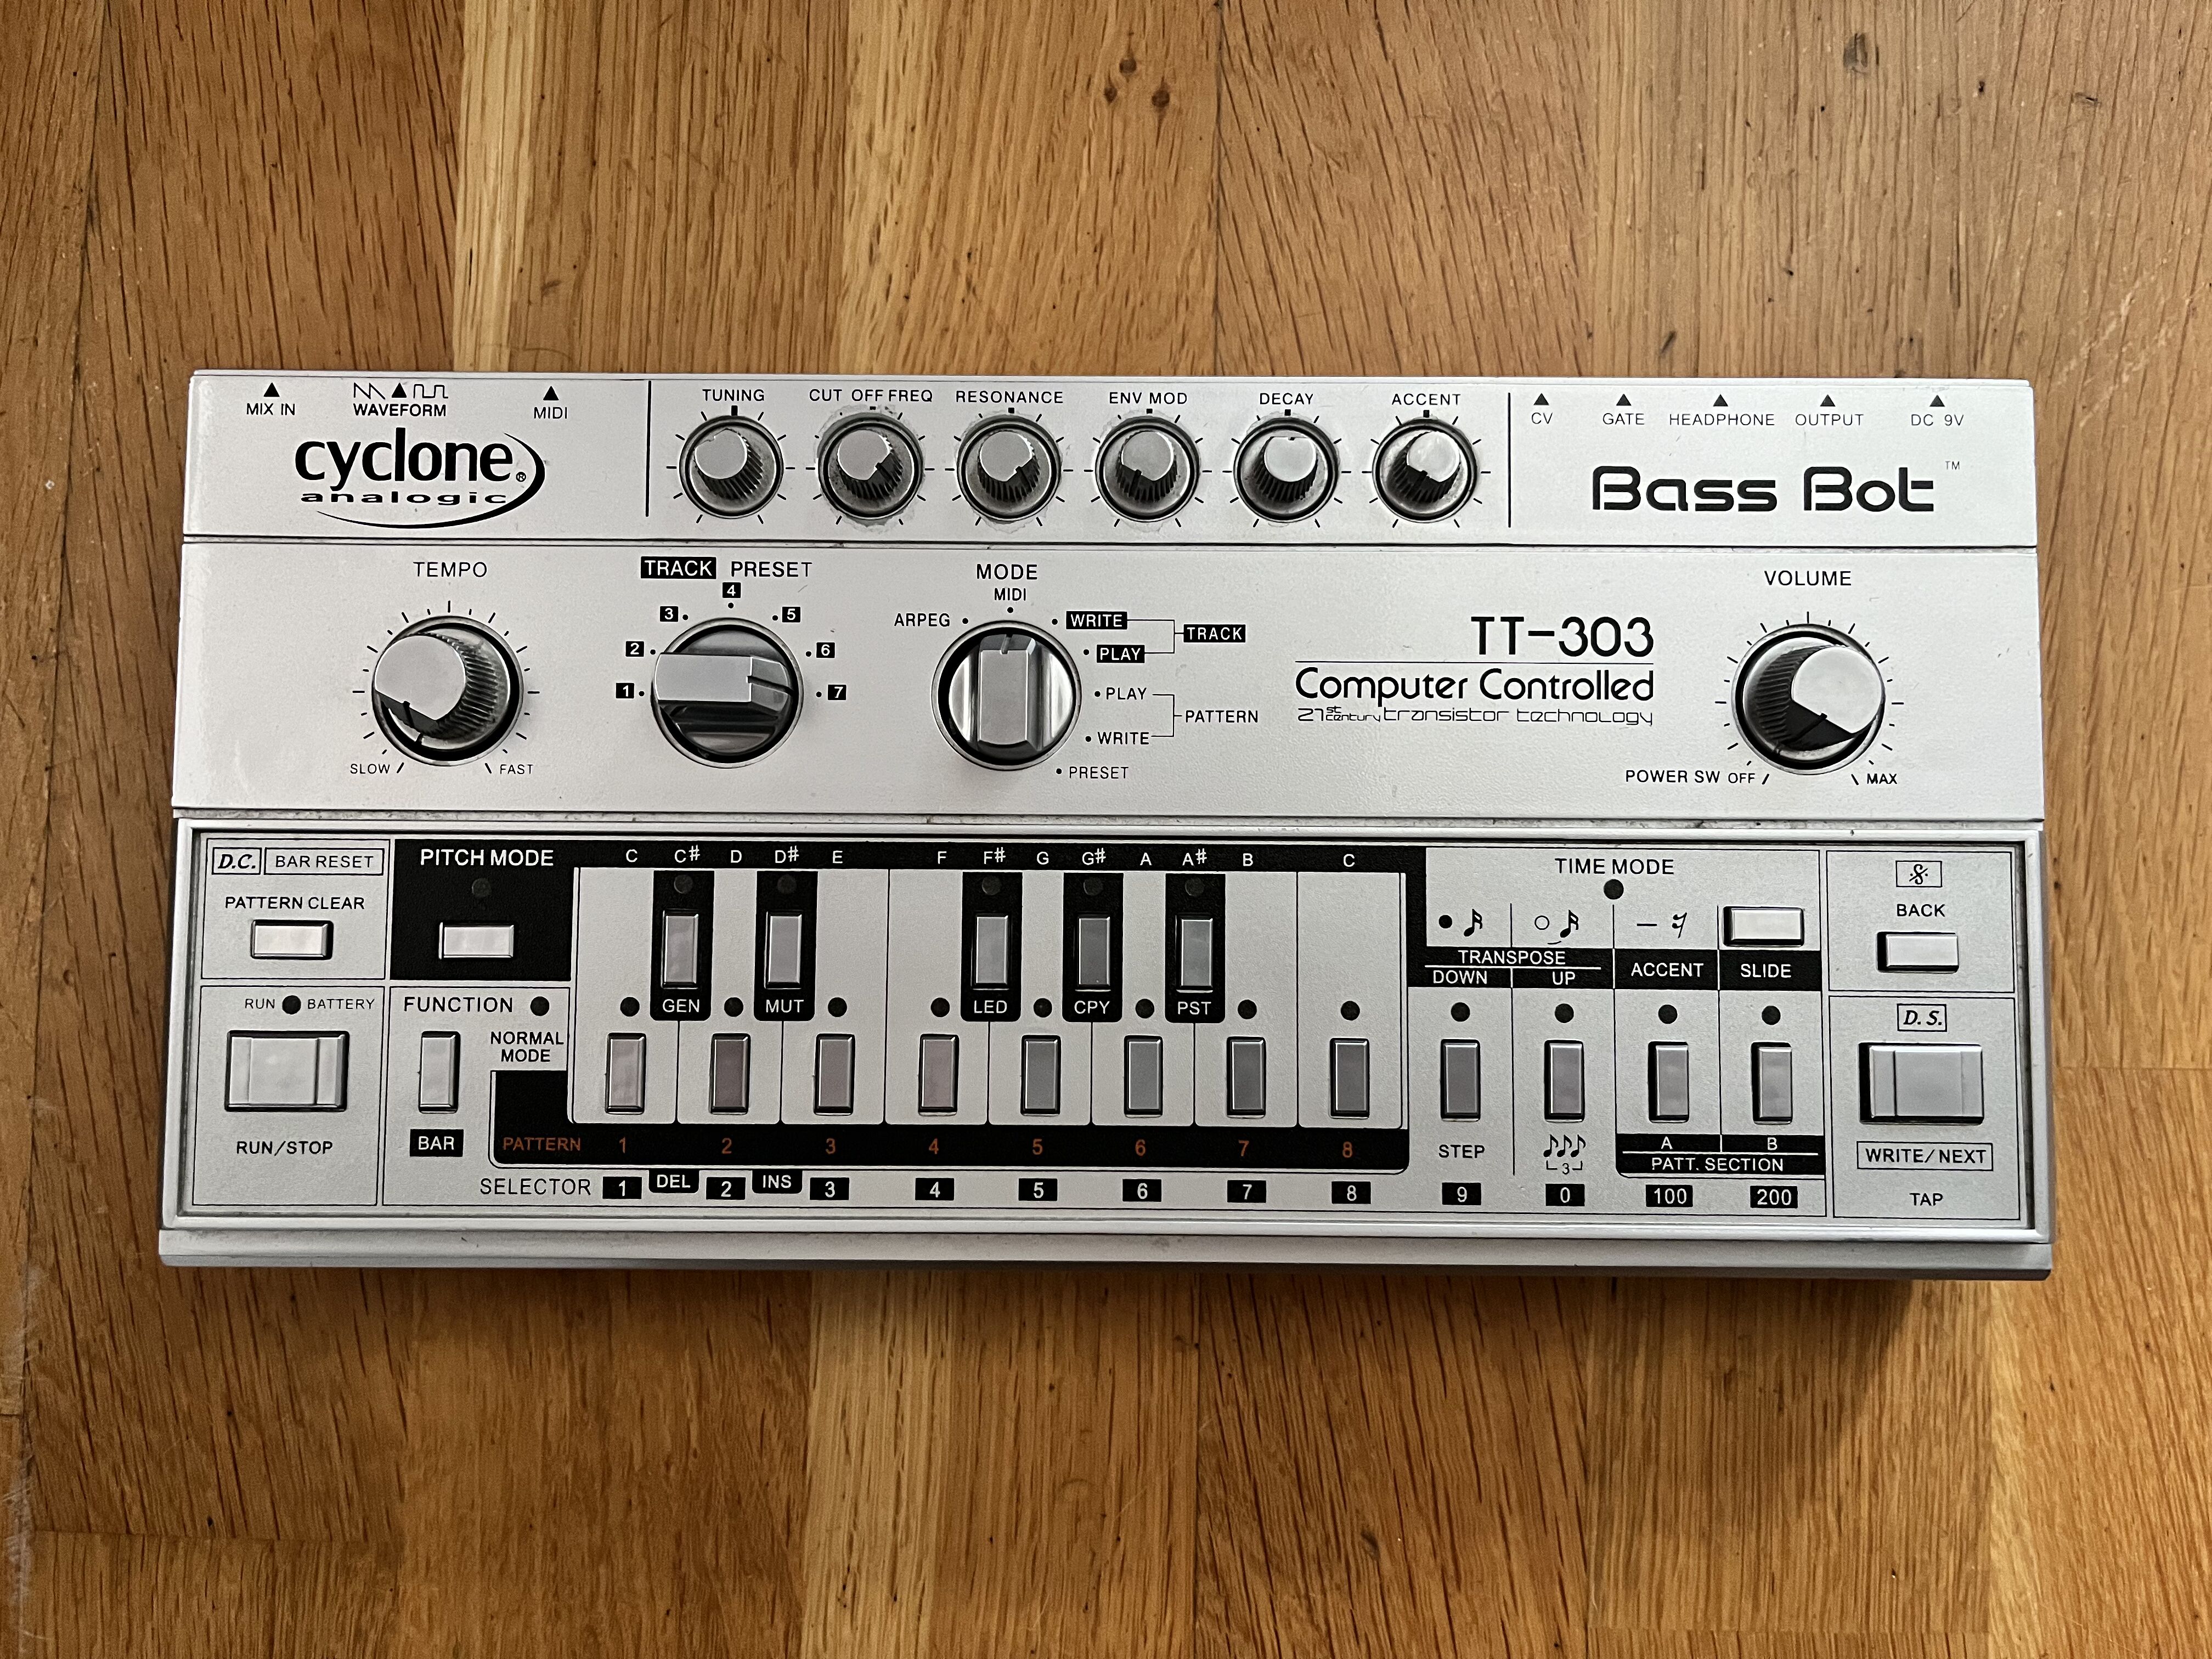 MIX IN
WAVEFORM
MIDI
cyclone®
analogic
TUNING
CUT OFF FREQ
RESONANCE
ENV MOD
DECAY
ACCENT
CV
GATE
HEADPHONE
OUTPUT
DC 9V
Bass Bot™
TEMPO
SLOW
FAST
TRACK PRESET
1
2
3
4
5
6
7
MODE
MIDI
ARPEG
WRITE
PLAY
TRACK
PLAY
WRITE
PATTERN
PRESET
TT-303
Computer Controlled
21st century transistor technology
VOLUME
POWER SW OFF
MAX
D.C. BAR RESET
PATTERN CLEAR
PITCH MODE
C C# D D# E F F# G G# A A# B C
TIME MODE
BACK
TRANSPOSE
DOWN UP
ACCENT
SLIDE
RUN BATTERY
FUNCTION
NORMAL
MODE
GEN MUT LED CPY PST
D.S.
RUN/STOP
BAR
PATTERN 1 2 3 4 5 6 7 8
STEP
3
A B
PATT. SECTION
WRITE/NEXT
SELECTOR 1 DEL 2 INS 3 4 5 6 7 8 9 0 100 200
TAP